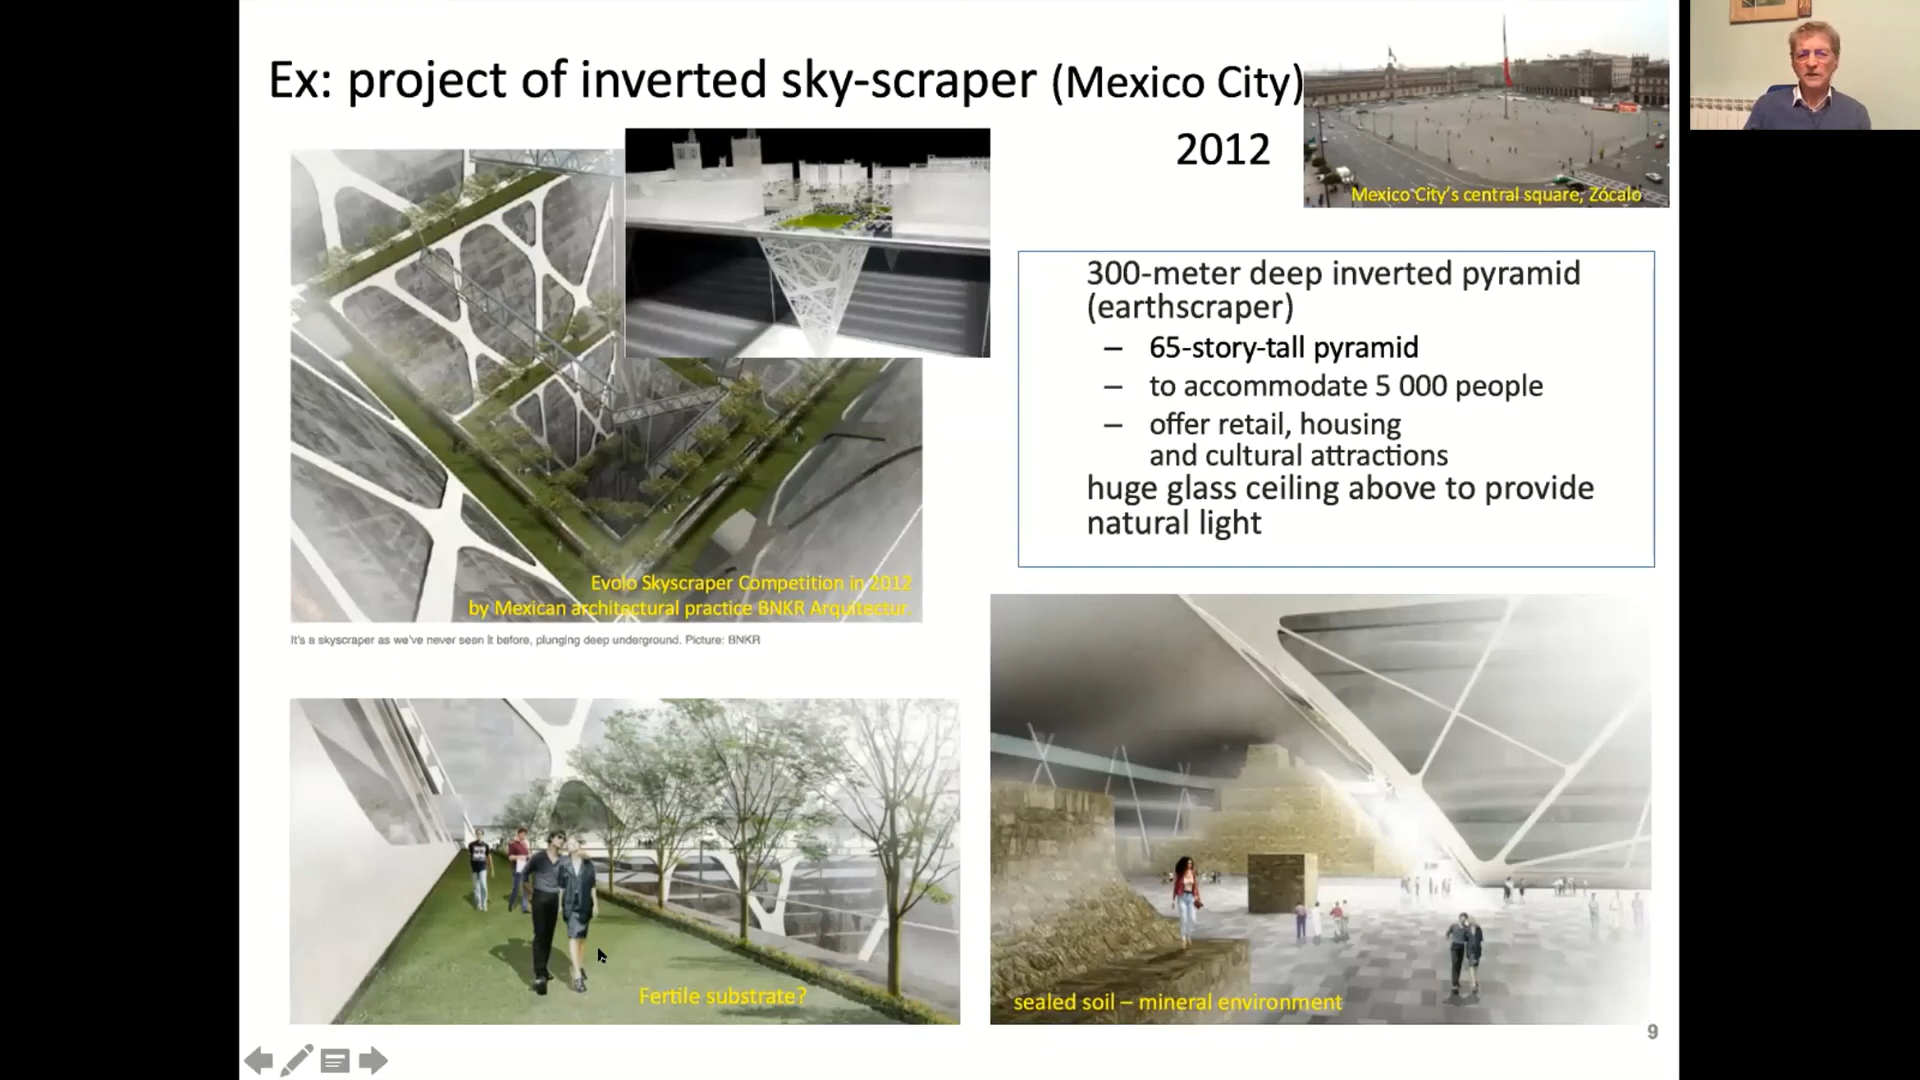 Ex: project of inverted sky-scraper (Mexico City)
2012
Mexico City's central square, Zócalo
300-meter deep inverted pyramid
(earthscraper)
– 65-story-tall pyramid
– to accommodate 5 000 people
– offer retail, housing
and cultural attractions
huge glass ceiling above to provide
natural light
Evolo Skyscraper Competition in 2012
by Mexican architectural practice BNKR Arquitectur.
It's a skyscraper as we've never seen it before, plunging deep underground. Picture: BNKR
Fertile substrate?
sealed soil – mineral environment
9